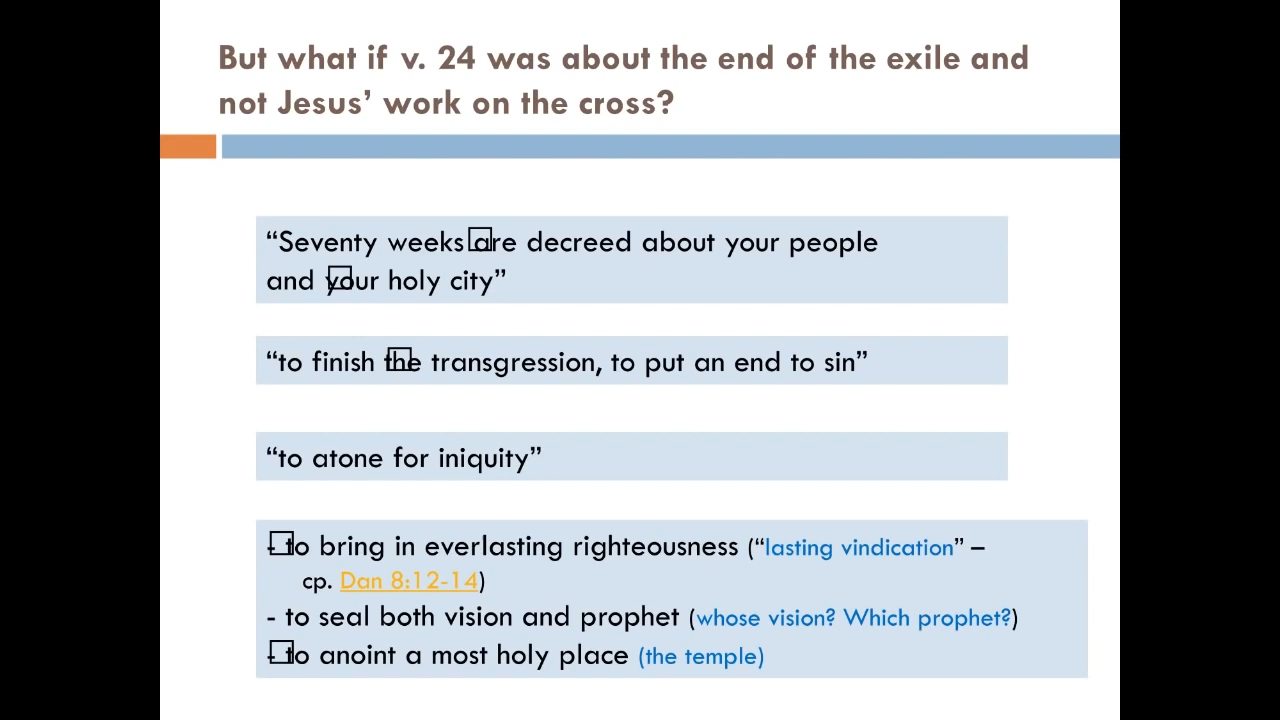 But what if v. 24 was about the end of the exile and
not Jesus’ work on the cross?
“Seventy weeks are decreed about your people
and your holy city”
“to finish the transgression, to put an end to sin”
“to atone for iniquity”
- to bring in everlasting righteousness (“lasting vindication” –
cp. Dan 8:12-14)
- to seal both vision and prophet (whose vision? Which prophet?)
- to anoint a most holy place (the temple)